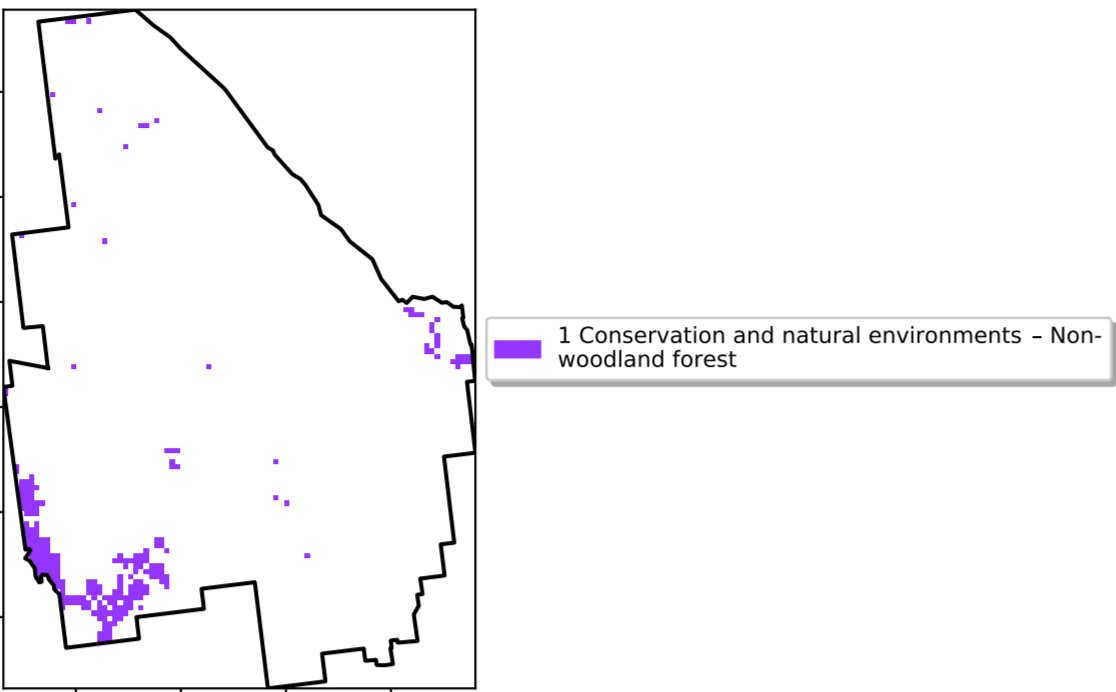 1 Conservation and natural environments – Non-
woodland forest